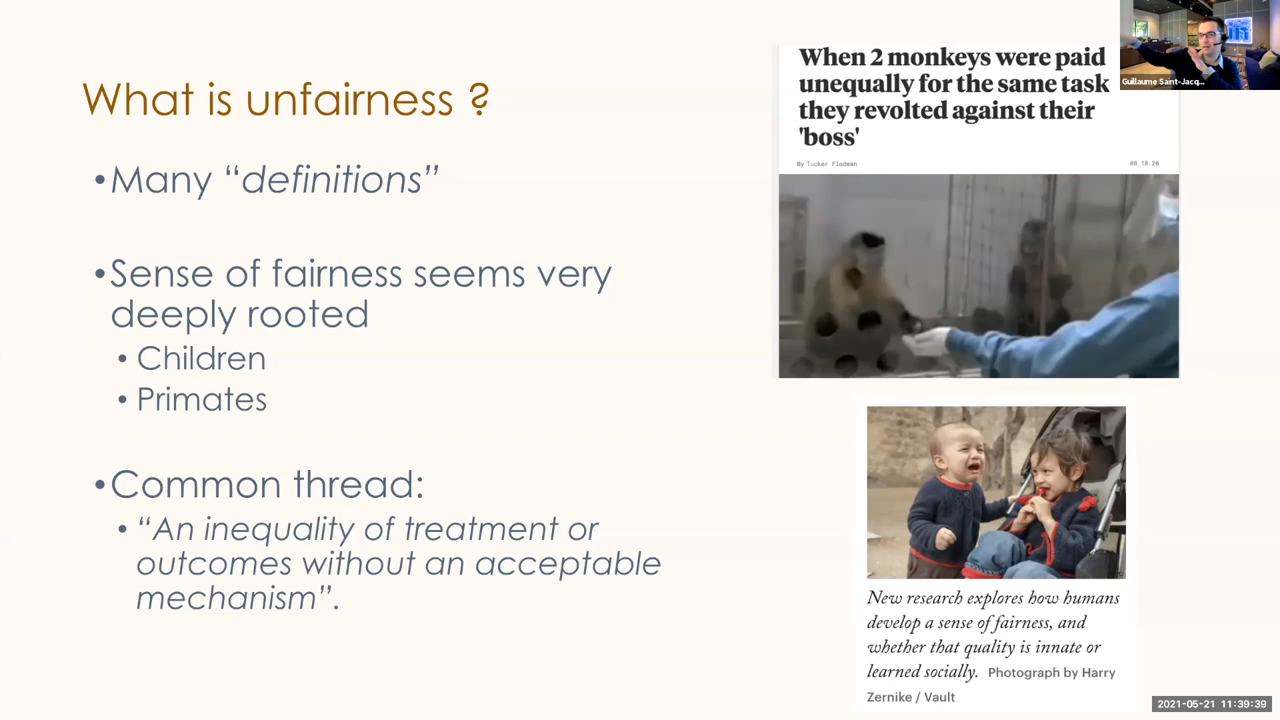 What is unfairness ?
•Many “definitions”
•Sense of fairness seems very
deeply rooted
• Children
• Primates
•Common thread:
• “An inequality of treatment or
outcomes without an acceptable
mechanism”.
When 2 monkeys were paid
unequally for the same task
they revolted against their
'boss'
By Tucker Flodman 08.18.20
New research explores how humans
develop a sense of fairness, and
whether that quality is innate or
learned socially. Photograph by Harry
Zernike / Vault
Guillaume Saint-Jacq...
2021-05-21 11:39:39